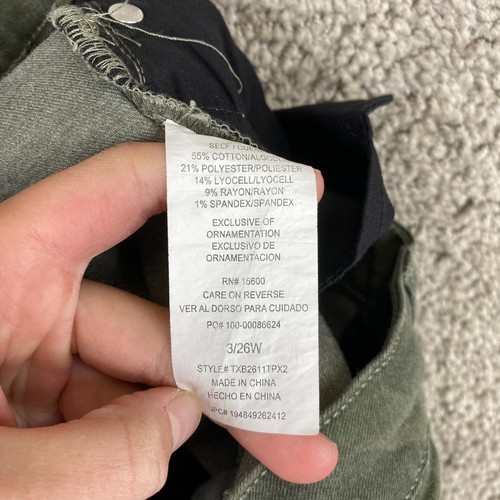 SELF /
55% COTTON/
21% POLYESTER/POLIESTER
14% LYOCELL/LYOCELL
9% RAYON/RAYON
1% SPANDEX/SPANDEX
EXCLUSIVE OF
ORNAMENTATION
EXCLUSIVO DE
ORNAMENTACION
RN# 15600
CARE ON REVERSE
VER AL DORSO PARA CUIDADO
PO# 100-00086624
3/26W
STYLE# TXB2611TPX2
MADE IN CHINA
HECHO EN CHINA
UPC# 194849262412